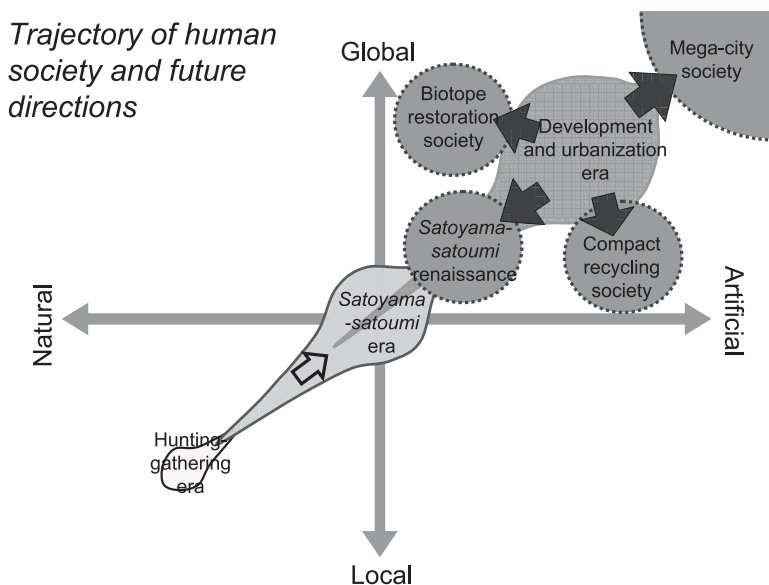 Trajectory of human
society and future
directions
Global
Mega-city
society
Biotope
restoration
society
Development
and urbanization
era
Satoyama-
satoumi
renaissance
Compact
recycling
society
Natural
Artificial
Satoyama
-satoumi
era
Hunting-
gathering
era
Local